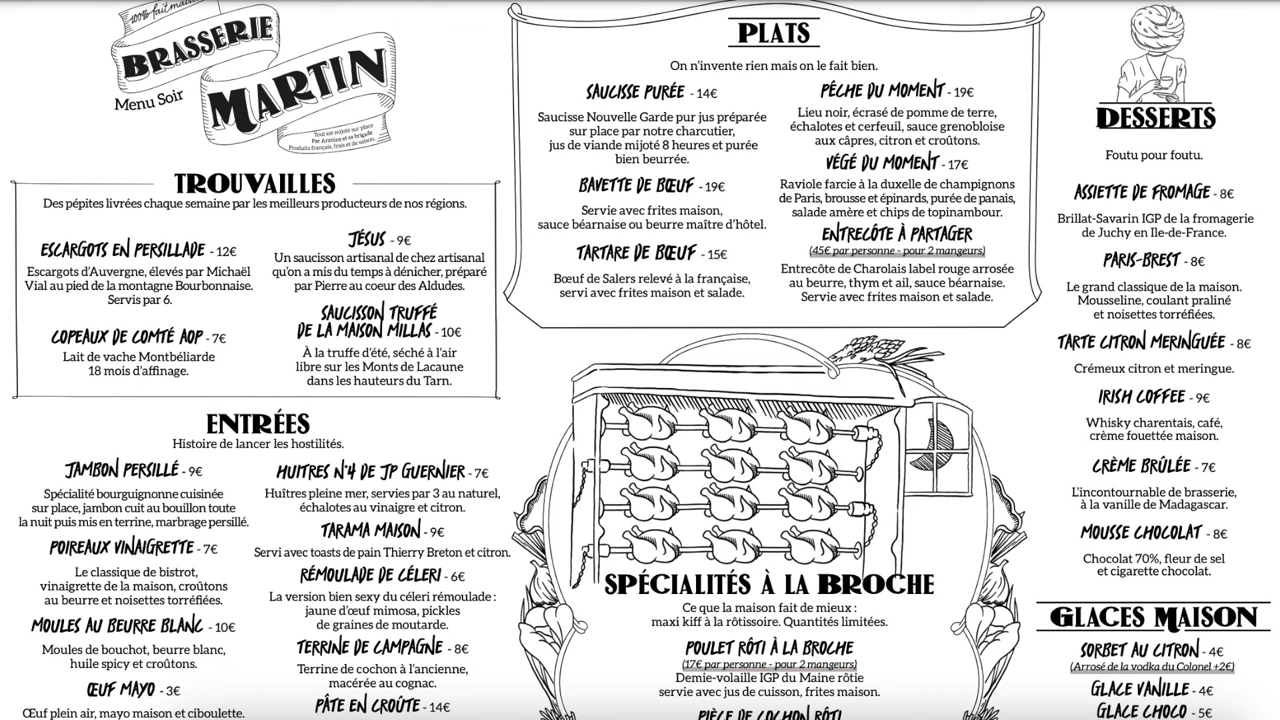 100% fait mais
BRASSERIE
MARTIN
Menu Soir
Tout est mijoté sur place
Par Antoine et sa brigade
Produits français, frais et de saison.
TROUVAILLES
Des pépites livrées chaque semaine par les meilleurs producteurs de nos régions.
ESCARGOTS EN PERSILLADE - 12€
Escargots d'Auvergne, élevés par Michaël
Vial au pied de la montagne Bourbonnaise.
Servis par 6.
COPEAUX DE COMTÉ AOP - 7€
Lait de vache Montbéliarde
18 mois d'affinage.
JÉSUS - 9€
Un saucisson artisanal de chez artisanal
qu'on a mis du temps à dénicher, préparé
par Pierre au coeur des Aldudes.
SAUCISSON TRUFFÉ
DE LA MAISON MILLAS - 10€
À la truffe d'été, séché à l'air
libre sur les Monts de Lacaune
dans les hauteurs du Tarn.
ENTRÉES
Histoire de lancer les hostilités.
JAMBON PERSILLÉ - 9€
Spécialité bourguignonne cuisinée
sur place, jambon cuit au bouillon toute
la nuit puis mis en terrine, marbrage persillé.
POIREAUX VINAIGRETTE - 7€
Le classique de bistrot,
vinaigrette de la maison, croûtons
au beurre et noisettes torréfiées.
MOULES AU BEURRE BLANC - 10€
Moules de bouchot, beurre blanc,
huile spicy et croûtons.
ŒUF MAYO - 3€
Œuf plein air, mayo maison et ciboulette.
HUITRES N°4 DE JP GUERNIER - 7€
Huîtres pleine mer, servies par 3 au naturel,
échalotes au vinaigre et citron.
TARAMA MAISON - 9€
Servi avec toasts de pain Thierry Breton et citron.
RÉMOULADE DE CÉLERI - 6€
La version bien sexy du céleri rémoulade :
jaune d'œuf mimosa, pickles
de graines de moutarde.
TERRINE DE CAMPAGNE - 8€
Terrine de cochon à l'ancienne,
macérée au cognac.
PÂTE EN CROÛTE - 14€
PLATS
On n'invente rien mais on le fait bien.
SAUCISSE PURÉE - 14€
Saucisse Nouvelle Garde pur jus préparée
sur place par notre charcutier,
jus de viande mijoté 8 heures et purée
bien beurrée.
BAVETTE DE BŒUF - 19€
Servie avec frites maison,
sauce béarnaise ou beurre maître d'hôtel.
TARTARE DE BŒUF - 15€
Bœuf de Salers relevé à la française,
servi avec frites maison et salade.
PÊCHE DU MOMENT - 19€
Lieu noir, écrasé de pomme de terre,
échalotes et cerfeuil, sauce grenobloise
aux câpres, citron et croûtons.
VÉGÉ DU MOMENT - 17€
Raviole farcie à la duxelle de champignons
de Paris, brousse et épinards, purée de panais,
salade amère et chips de topinambour.
ENTRECÔTE À PARTAGER
(45€ par personne - pour 2 mangeurs)
Entrecôte de Charolais label rouge arrosée
au beurre, thym et ail, sauce béarnaise.
Servie avec frites maison et salade.
SPÉCIALITÉS À LA BROCHE
Ce que la maison fait de mieux :
maxi kiff à la rôtissoire. Quantités limitées.
POULET RÔTI À LA BROCHE
(17€ par personne - pour 2 mangeurs)
Demie-volaille IGP du Maine rôtie
servie avec jus de cuisson, frites maison.
PIÈCE DE COCHON RÔTI
DESSERTS
Foutu pour foutu.
ASSIETTE DE FROMAGE - 8€
Brillat-Savarin IGP de la fromagerie
de Juchy en Ile-de-France.
PARIS-BREST - 8€
Le grand classique de la maison.
Mousseline, coulant praliné
et noisettes torréfiées.
TARTE CITRON MERINGUÉE - 8€
Crémeux citron et meringue.
IRISH COFFEE - 9€
Whisky charentais, café,
crème fouettée maison.
CRÈME BRÛLÉE - 7€
L'incontournable de brasserie,
à la vanille de Madagascar.
MOUSSE CHOCOLAT - 8€
Chocolat 70%, fleur de sel
et cigarette chocolat.
GLACES MAISON
SORBET AU CITRON - 4€
(Arrosé de la vodka du Colonel +2€)
GLACE VANILLE - 4€
GLACE CHOCO - 5€